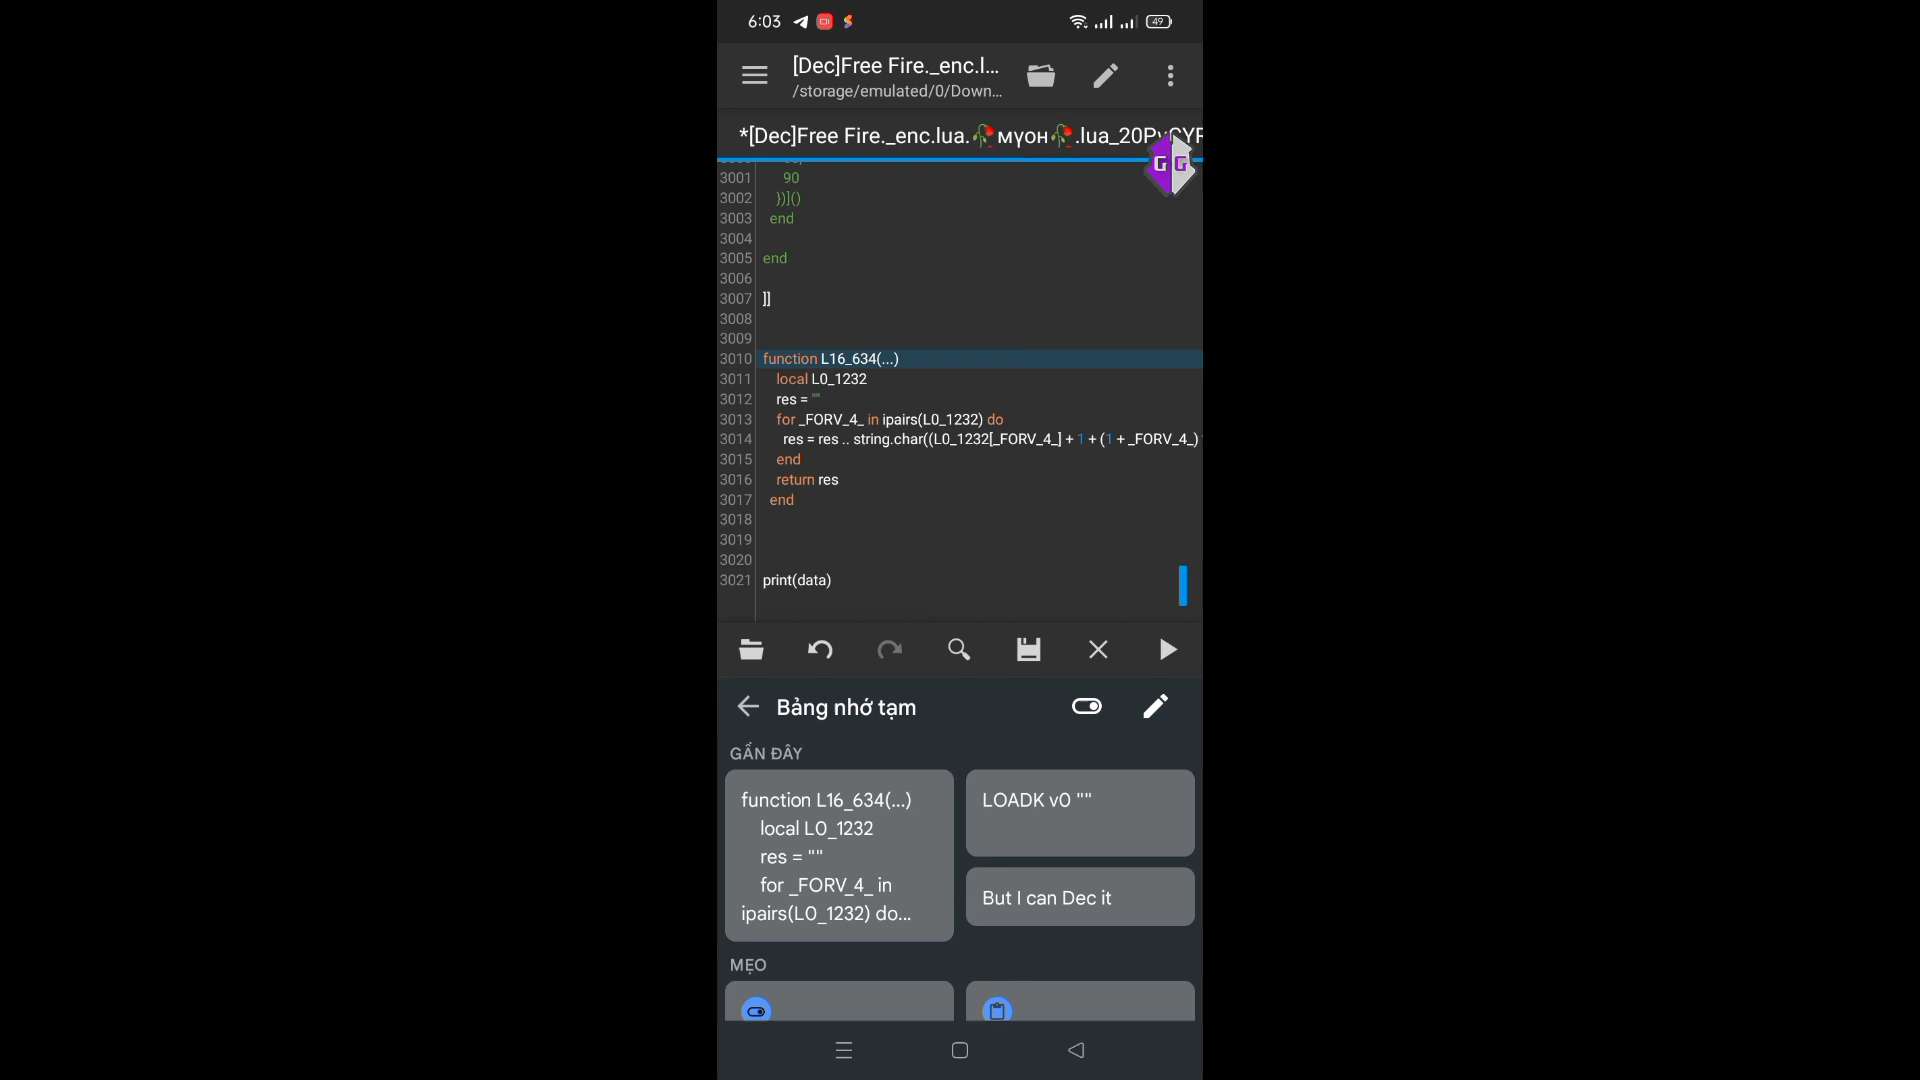 6:03
49
[Dec]Free Fire._enc.l...
/storage/emulated/0/Down...
*[Dec]Free Fire._enc.lua.🥀мүон🥀.lua_20PvCYF
GG
3001 90
3002 })]()
3003 end
3004
3005 end
3006
3007 ]]
3008
3009
3010 function L16_634(...)
3011 local L0_1232
3012 res = ""
3013 for _FORV_4_ in ipairs(L0_1232) do
3014 res = res .. string.char((L0_1232[_FORV_4_] + 1 + (1 + _FORV_4_)
3015 end
3016 return res
3017 end
3018
3019
3020
3021 print(data)
Bảng nhớ tạm
GẦN ĐÂY
function L16_634(...)
local L0_1232
res = ""
for _FORV_4_ in
ipairs(L0_1232) do...
LOADK v0 ""
But I can Dec it
MẸO